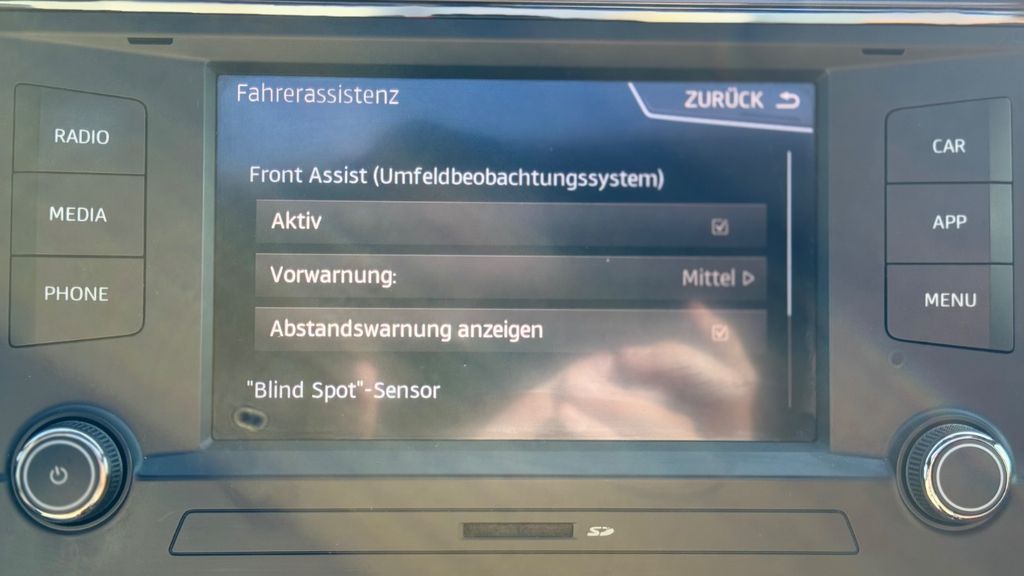 Fahrerassistenz
ZURÜCK
Front Assist (Umfeldbeobachtungssystem)
Aktiv
Vorwarnung: Mittel
Abstandswarnung anzeigen
"Blind Spot"-Sensor
RADIO
MEDIA
PHONE
CAR
APP
MENU
SD